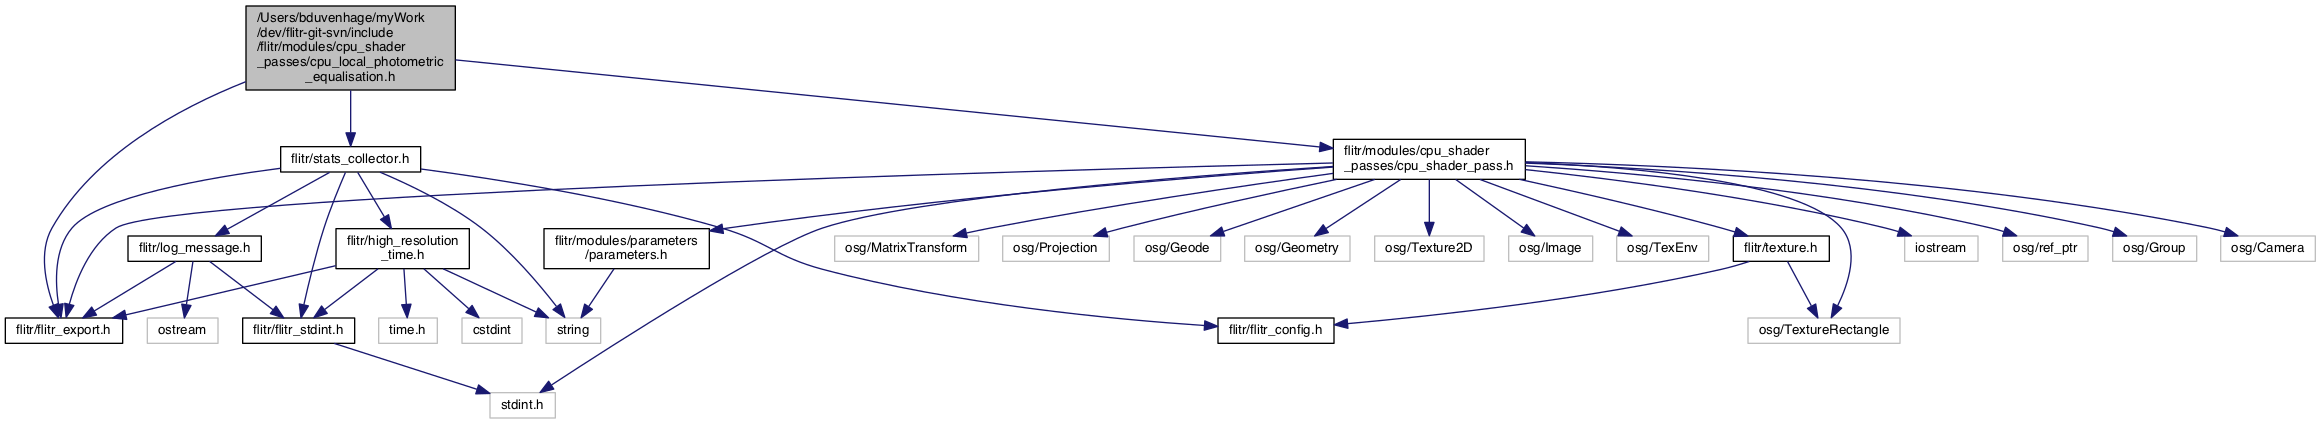 /Users/bduvenhage/myWork
/dev/flitr-git-svn/include
/flitr/modules/cpu_shader
_passes/cpu_local_photometric
_equalisation.h
flitr/stats_collector.h
flitr/modules/cpu_shader
_passes/cpu_shader_pass.h
flitr/log_message.h
flitr/high_resolution
_time.h
flitr/modules/parameters
/parameters.h
osg/MatrixTransform
osg/Projection
osg/Geode
osg/Geometry
osg/Texture2D
osg/Image
osg/TexEnv
flitr/texture.h
iostream
osg/ref_ptr
osg/Group
osg/Camera
flitr/flitr_export.h
ostream
flitr/flitr_stdint.h
time.h
cstdint
string
flitr/flitr_config.h
osg/TextureRectangle
stdint.h